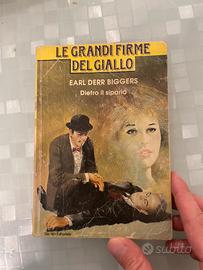 LE GRANDI FIRME
DEL GIALLO
EARL DERR BIGGERS
Dietro il sipario
subito